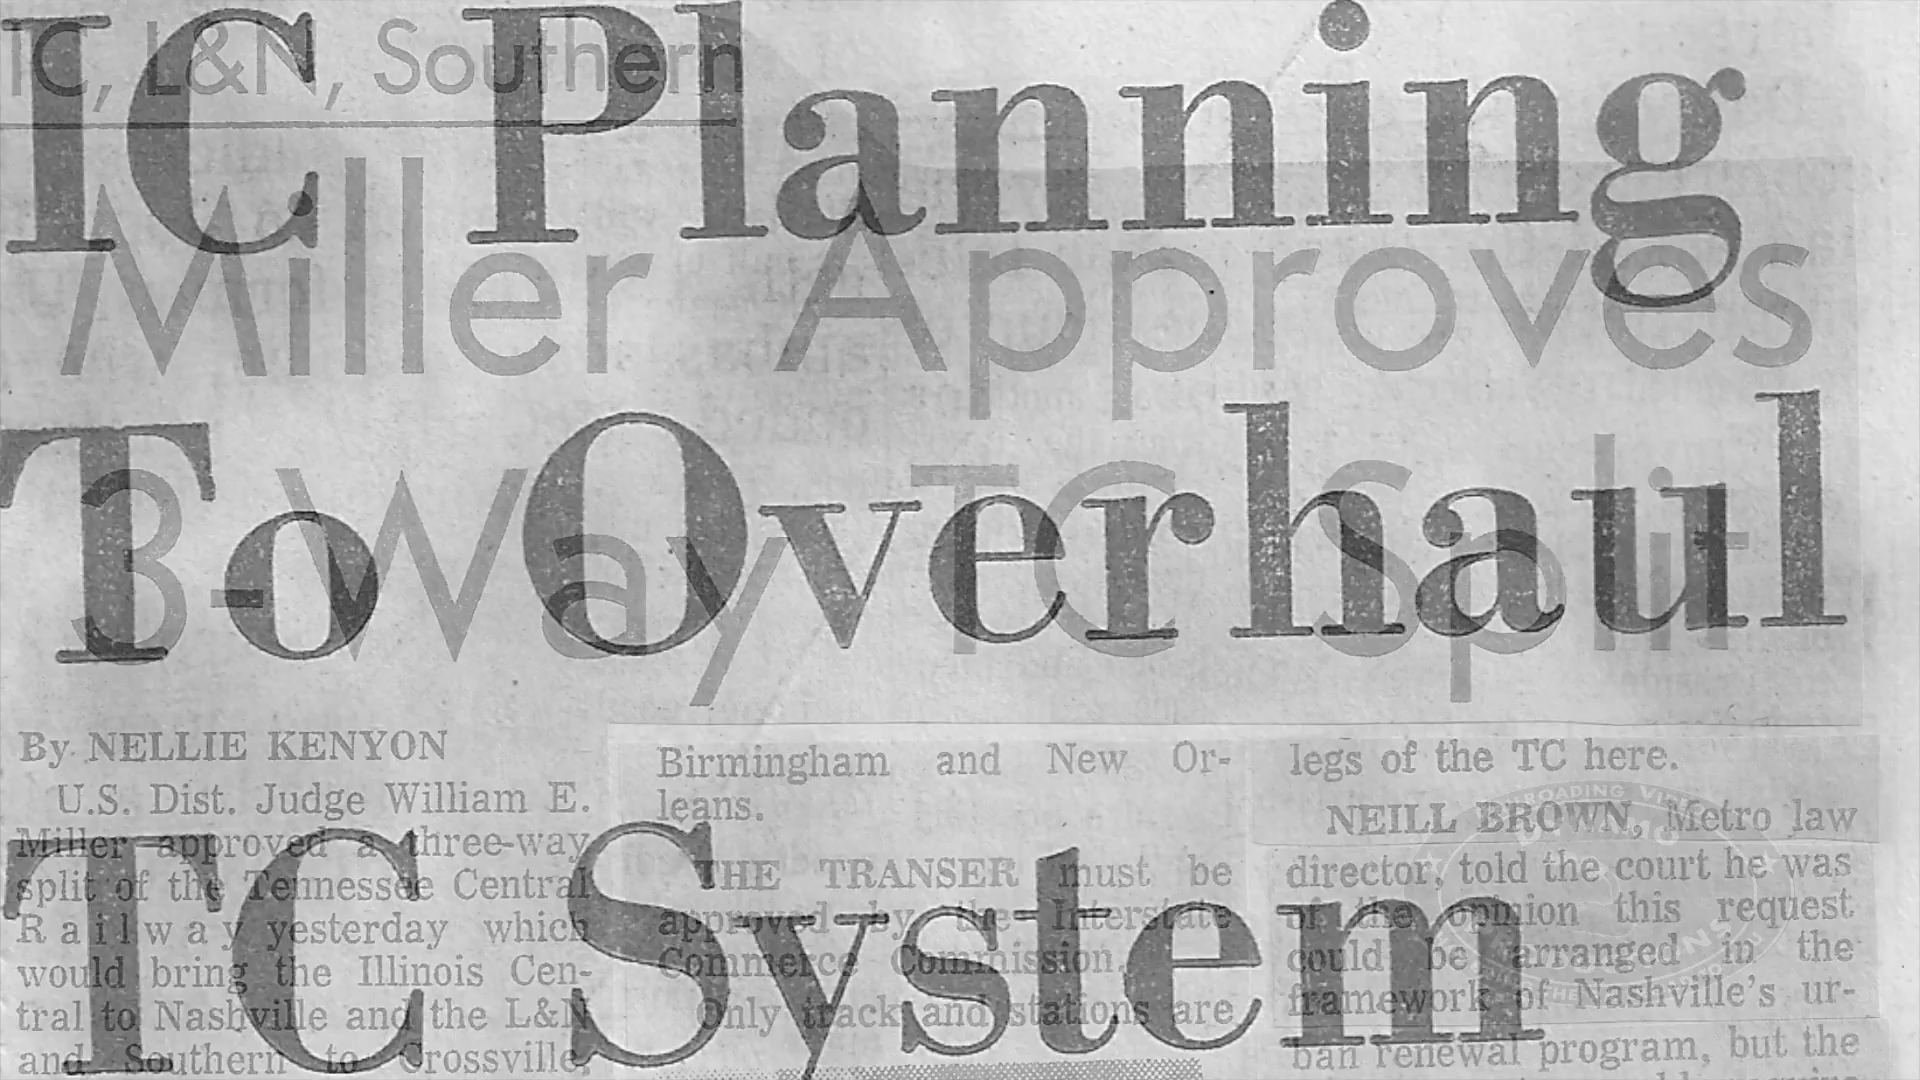 IC, L&N, Southern
IC Planning
Miller Approves
To Overhaul
3-Way TC Split
TC System
By NELLIE KENYON
U.S. Dist. Judge William E.
Miller approved a three-way
split of the Tennessee Central
Railway yesterday which
would bring the Illinois Cen-
tral to Nashville and the L&N
and Southern to Crossville,
Birmingham and New Or-
leans.
THE TRANSER must be
approved by the Interstate
Commerce Commission.
Only track and stations are
legs of the TC here.
NEILL BROWN, Metro law
director, told the court he was
of the opinion this request
could be arranged in the
framework of Nashville's ur-
ban renewal program, but the